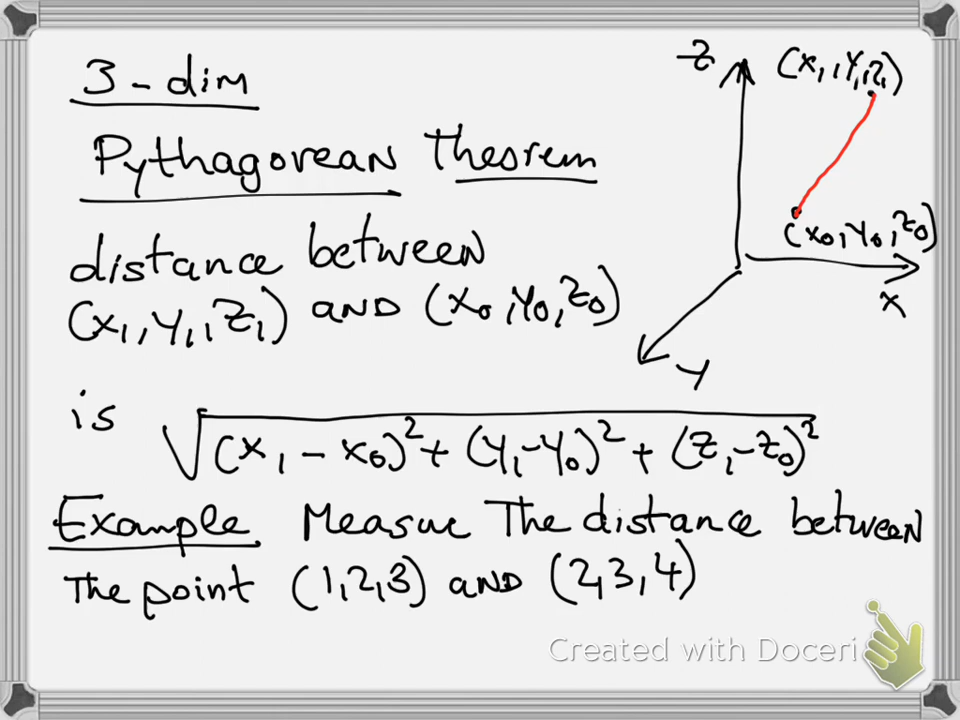 3-dim
Pythagorean Theorem
distance between
(x₁, y₁, z₁) and (x₀, y₀, z₀)
is √((x₁ - x₀)² + (y₁ - y₀)² + (z₁ - z₀)²)
Example Measure The distance between
The point (1,2,3) and (2,3,4)
z
(x₁, y₁, z₁)
(x₀, y₀, z₀)
x
y
Created with Doceri